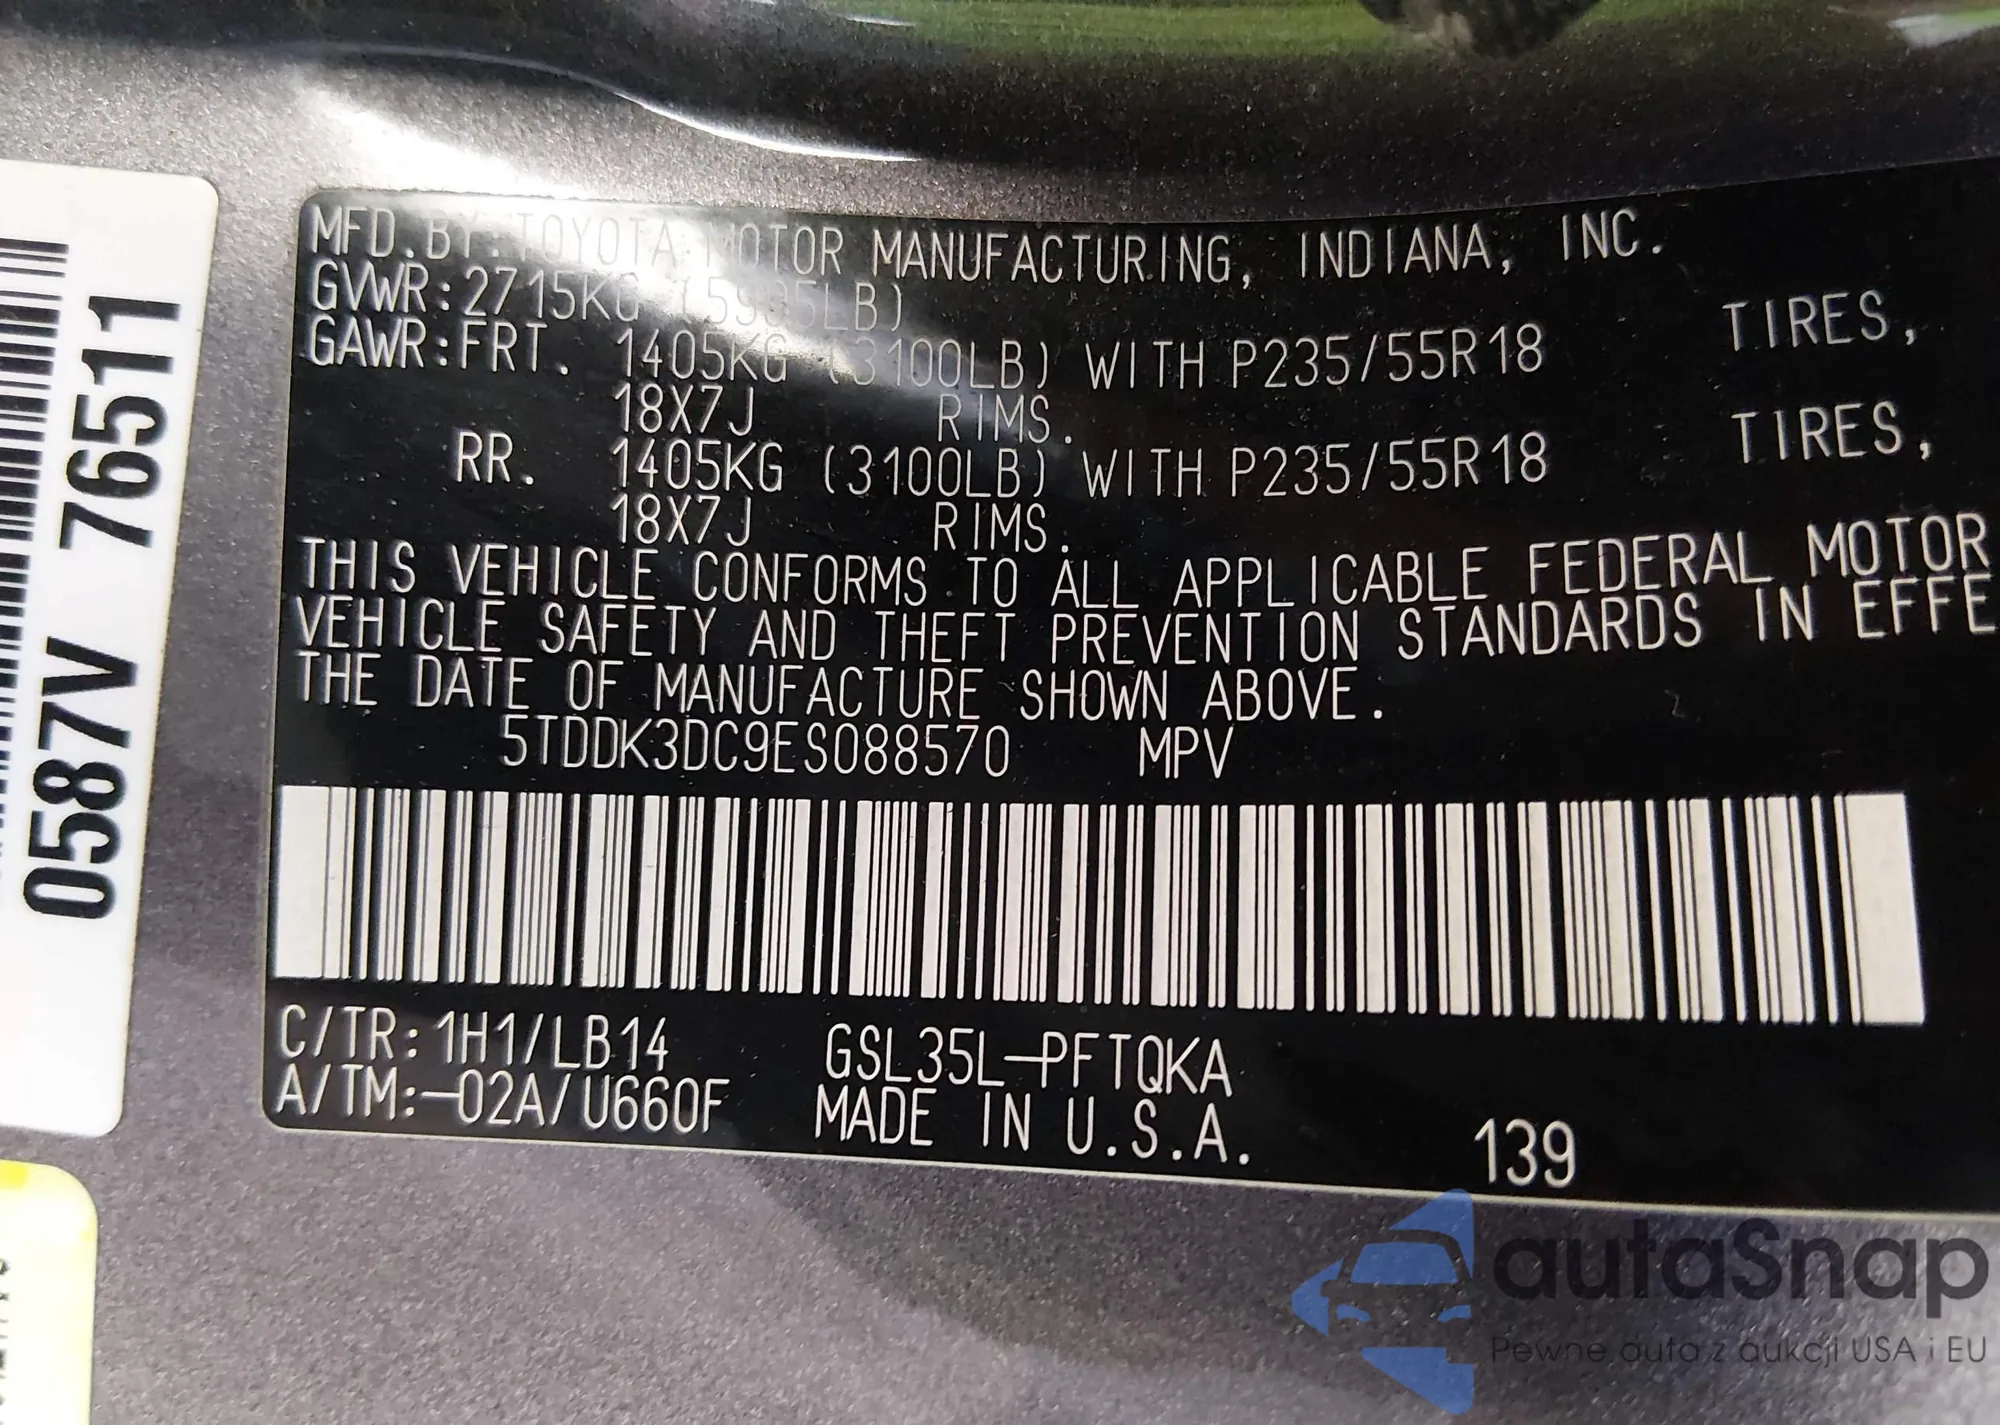 MFD.BY:TOYOTA MOTOR MANUFACTURING, INDIANA, INC.
GVWR:2715KG (5985LB)
GAWR:FRT. 1405KG (3100LB) WITH P235/55R18 TIRES,
18X7J RIMS.
RR. 1405KG (3100LB) WITH P235/55R18 TIRES,
18X7J RIMS.
THIS VEHICLE CONFORMS TO ALL APPLICABLE FEDERAL MOTOR
VEHICLE SAFETY AND THEFT PREVENTION STANDARDS IN EFFE
THE DATE OF MANUFACTURE SHOWN ABOVE.
5TDDK3DC9ES088570 MPV
C/TR:1H1/LB14 GSL35L-PFTQKA
A/TM:-02A/U660F MADE IN U.S.A. 139
0587V 76511
autaSnap
Pewne auta z aukcji USA i EU